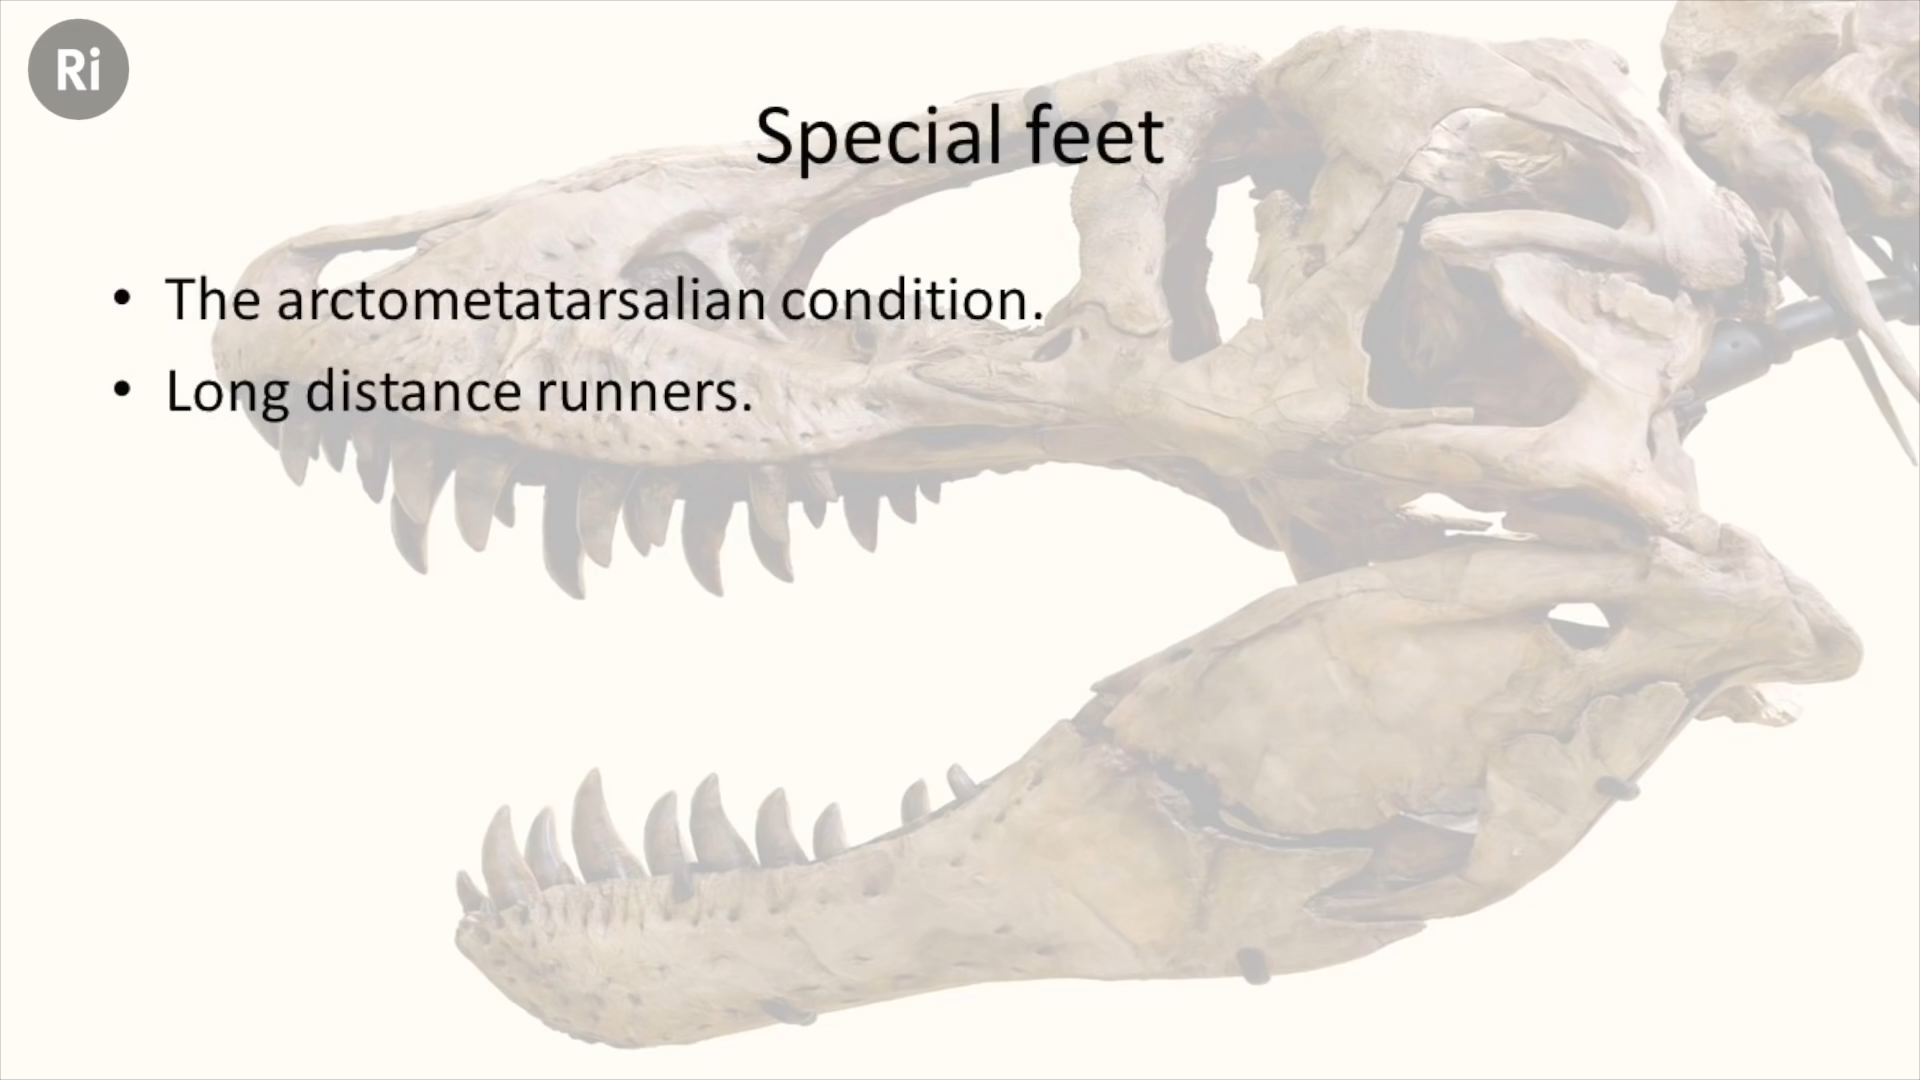 Ri
Special feet
• The arctometatarsalian condition.
• Long distance runners.